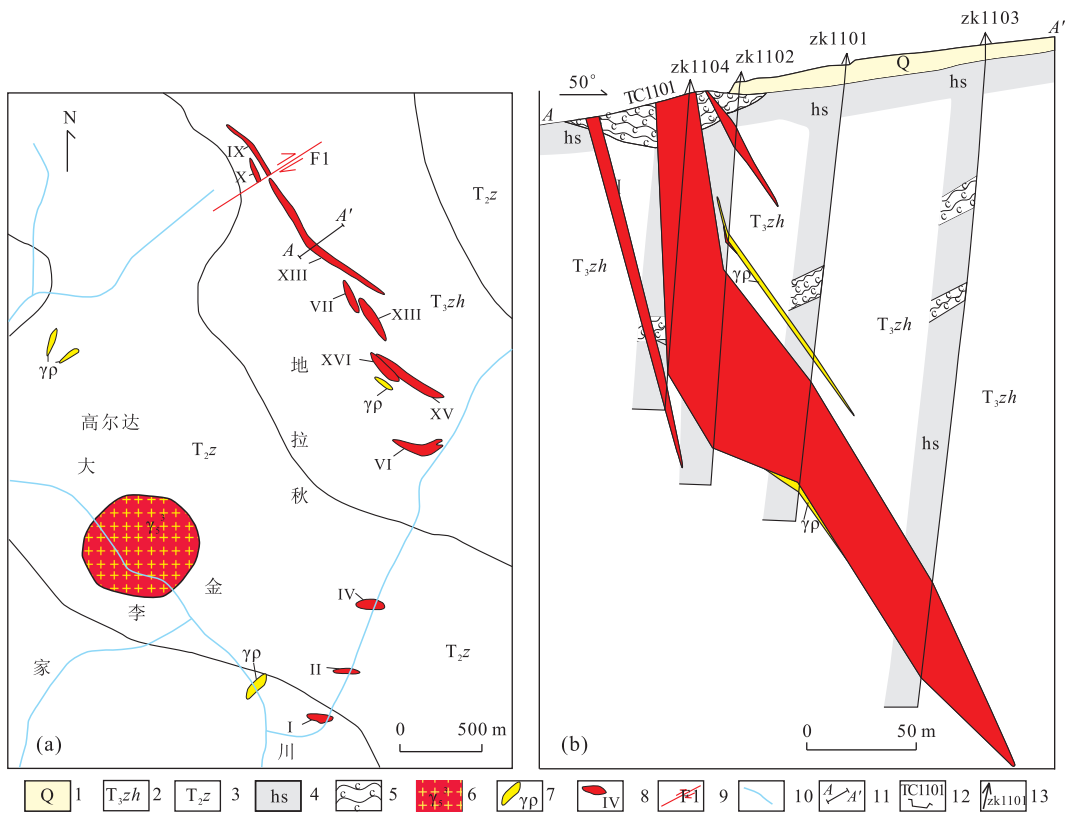 N
IX
F1
X
T₂z
A'
A
XIII
T₃zh
VII
XIII
γρ
地
XVI
γρ
XV
高尔达
拉
T₂z
大
VI
秋
γ₅
金
IV
李
T₂z
家
γρ
II
I
川
0 500 m
(a)
zk1103
A'
zk1101
zk1102
Q
zk1104
50°
TC1101
hs
hs
A
hs
T₃zh
T₃zh
γρ
T₃zh
T₃zh
hs
γρ
0 50 m
(b)
Q 1 T₃zh 2 T₂z 3 hs 4 5 γ₅ 6 γρ 7 IV 8 F1 9 10 A A' 11 TC1101 12 zk1101 13